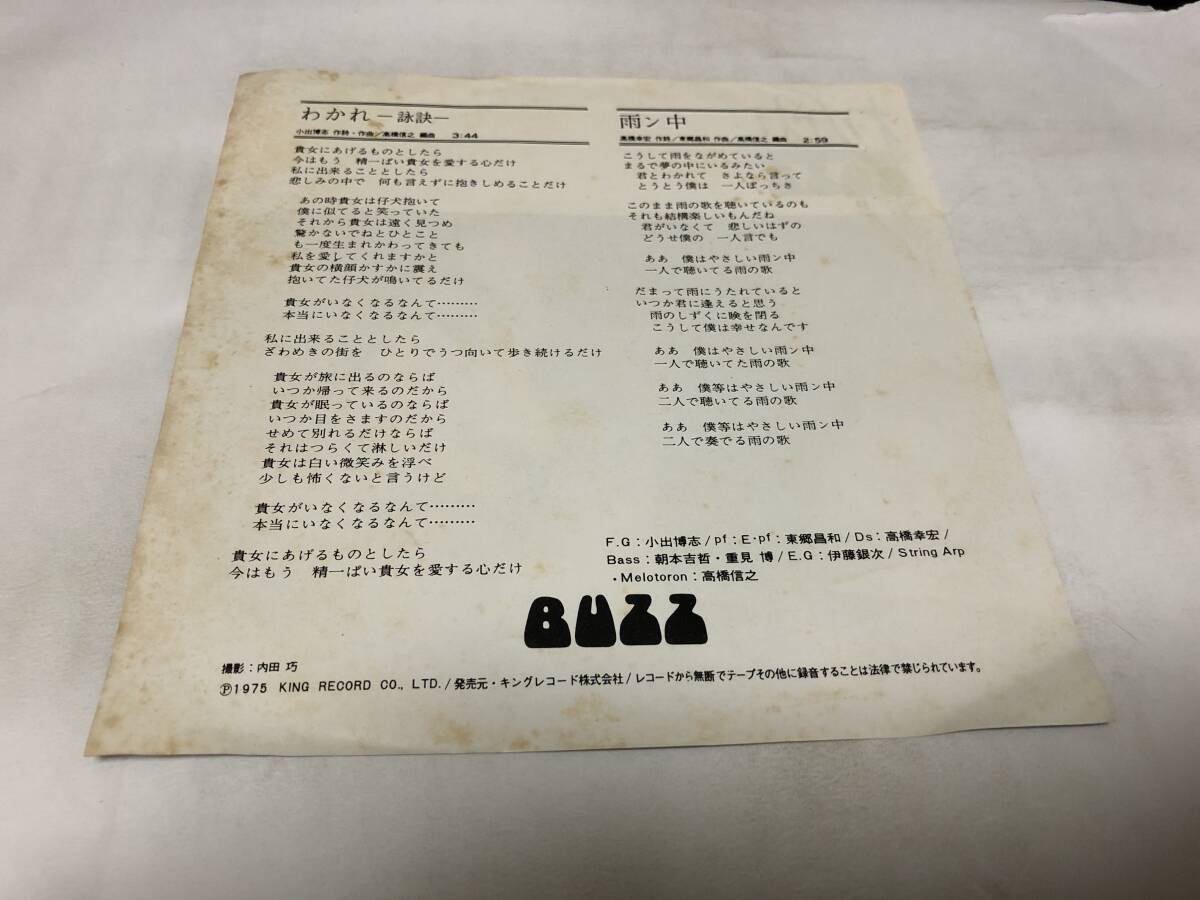 わかれ ―詠訣―
小出博志 作詩・作曲／高橋信之 編曲 3:44
貴女にあげるものとしたら
今はもう 精一ぱい貴女を愛する心だけ
私に出来ることとしたら
悲しみの中で 何も言えずに抱きしめることだけ
あの時貴女は仔犬抱いて
僕に似てると笑っていた
それから貴女は遠く見つめ
驚かないでねとひとこと
も一度生まれかわってきても
私を愛してくれますかと
貴女の横顔かすかに震え
抱いてた仔犬が鳴いてるだけ
貴女がいなくなるなんて………
本当にいなくなるなんて………
私に出来ることとしたら
ざわめきの街を ひとりでうつ向いて歩き続けるだけ
貴女が旅に出るのならば
いつか帰って来るのだから
貴女が眠っているのならば
いつか目をさますのだから
せめて別れるだけならば
それはつらくて淋しいだけ
貴女は白い微笑みを浮べ
少しも怖くないと言うけど
貴女がいなくなるなんて………
本当にいなくなるなんて………
貴女にあげるものとしたら
今はもう 精一ぱい貴女を愛する心だけ
雨ン中
高橋幸宏 作詩／東郷昌和 作曲／高橋信之 編曲 2:59
こうして雨をながめていると
まるで夢の中にいるみたい
君とわかれて さよなら言って
とうとう僕は 一人ぼっちさ
このまま雨の歌を聴いているのも
それも結構楽しいもんだね
君がいなくて 悲しいはずの
どうせ僕の 一人言でも
ああ 僕はやさしい雨ン中
一人で聴いてる雨の歌
だまって雨にうたれていると
いつか君に逢えると思う
雨のしずくに瞼を閉る
こうして僕は幸せなんです
ああ 僕はやさしい雨ン中
一人で聴いてた雨の歌
ああ 僕等はやさしい雨ン中
二人で聴いてる雨の歌
ああ 僕等はやさしい雨ン中
二人で奏でる雨の歌
F.G：小出博志／pf：E・pf：東郷昌和／Ds：高橋幸宏／
Bass：朝本吉哲・重見 博／E.G：伊藤銀次／String Arp
・Melotoron：高橋信之
BUZZ
撮影：内田 巧
Ⓟ1975 KING RECORD CO., LTD.／発売元・キングレコード株式会社／レコードから無断でテープその他に録音することは法律で禁じられています。